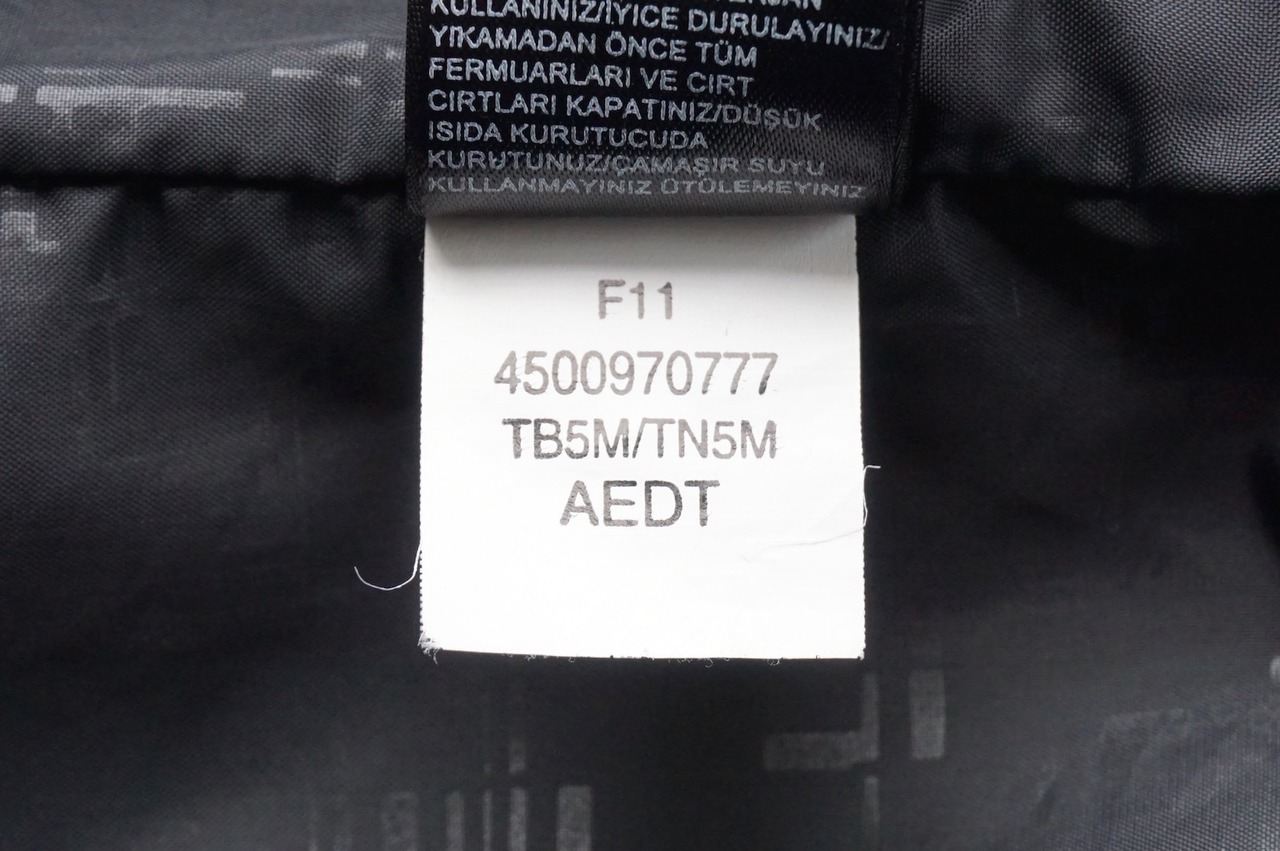 KULLANINIZ/İYİCE DURULAYINIZ/
YIKAMADAN ÖNCE TÜM
FERMUARLARI VE CIRT
CIRTLARI KAPATINIZ/DÜŞÜK
ISIDA KURUTUCUDA
KURUTUNUZ/ÇAMAŞIR SUYU
KULLANMAYINIZ ÜTÜLEMEYİNİZ
F11
4500970777
TB5M/TN5M
AEDT